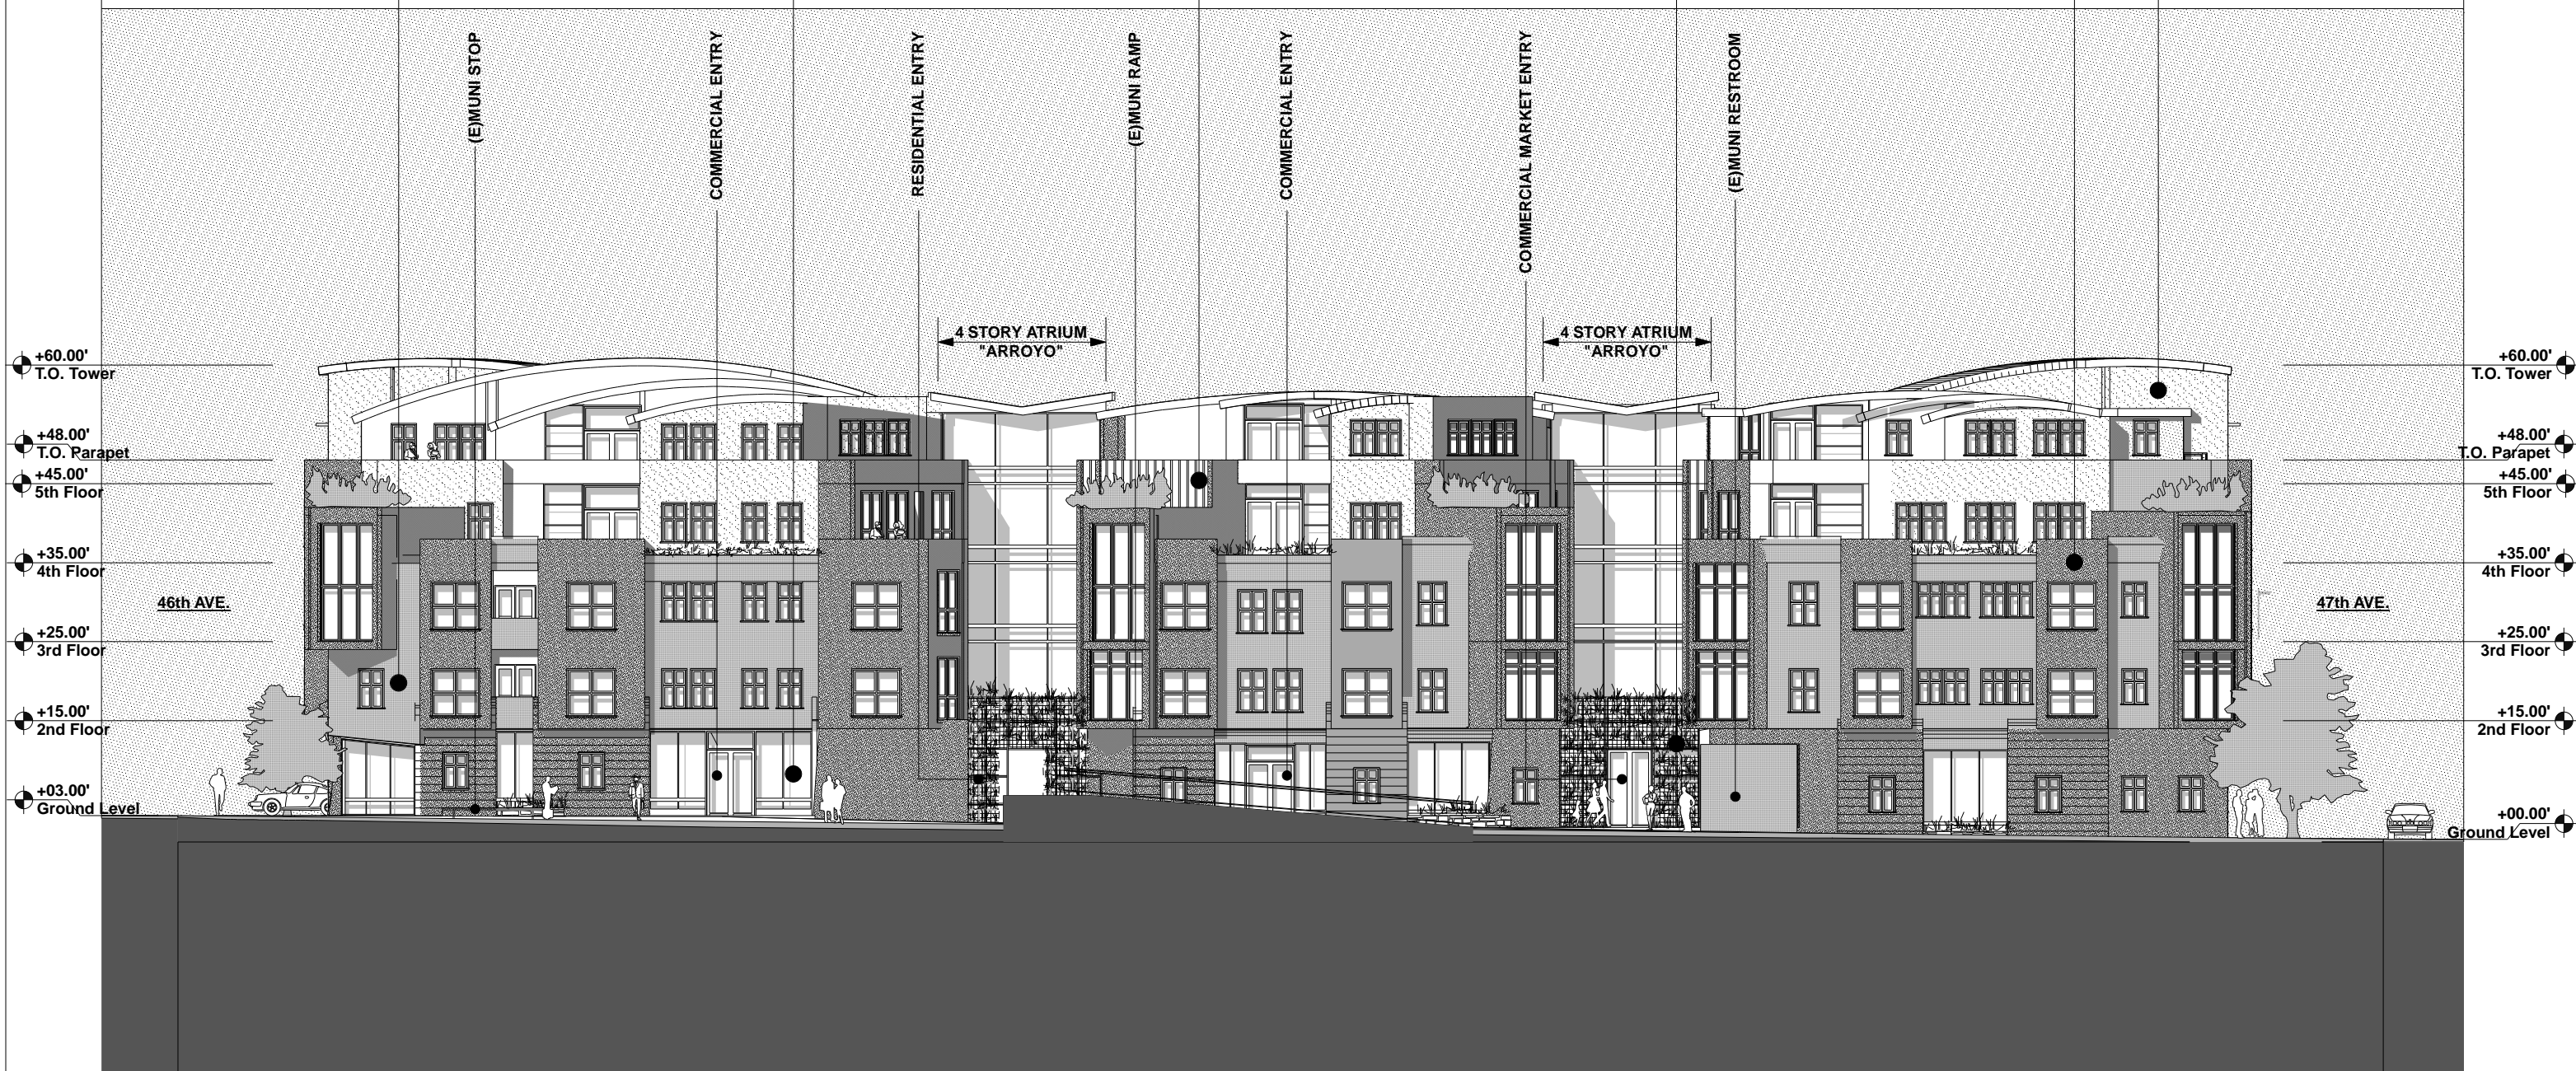 (E)MUNI STOP
COMMERCIAL ENTRY
RESIDENTIAL ENTRY
(E)MUNI RAMP
COMMERCIAL ENTRY
COMMERCIAL MARKET ENTRY
(E)MUNI RESTROOM
4 STORY ATRIUM
"ARROYO"
4 STORY ATRIUM
"ARROYO"
+60.00'
T.O. Tower
+48.00'
T.O. Parapet
+45.00'
5th Floor
+35.00'
4th Floor
46th AVE.
+25.00'
3rd Floor
+15.00'
2nd Floor
+03.00'
Ground Level
+60.00'
T.O. Tower
+48.00'
T.O. Parapet
+45.00'
5th Floor
+35.00'
4th Floor
47th AVE.
+25.00'
3rd Floor
+15.00'
2nd Floor
+00.00'
Ground Level